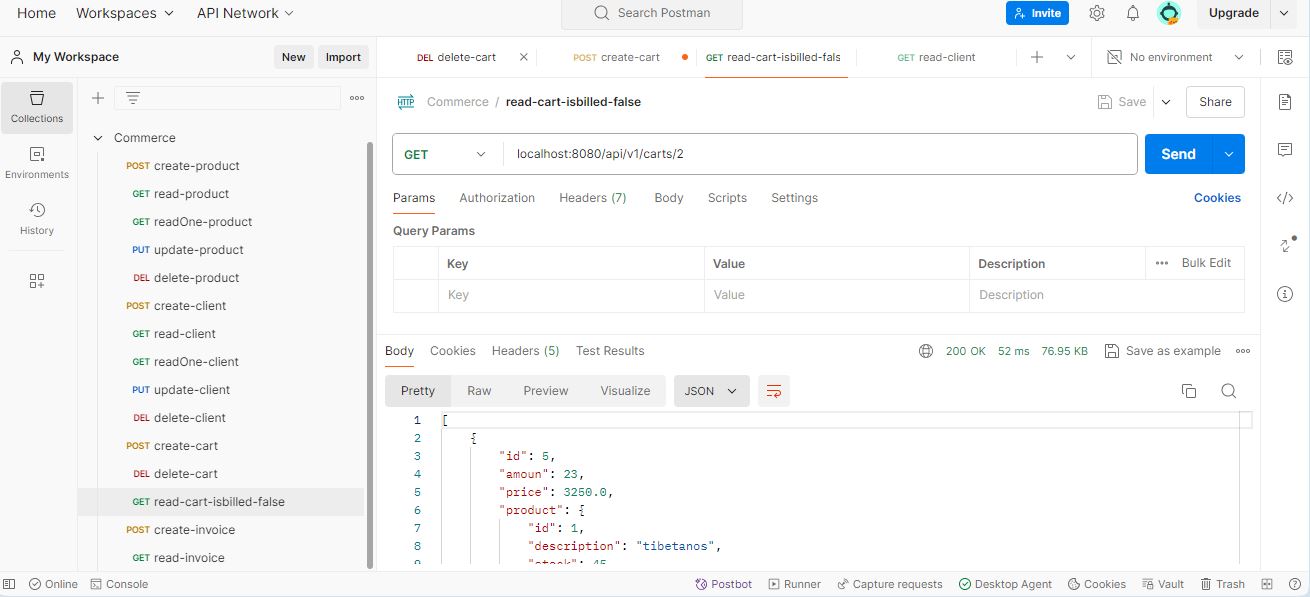 Home Workspaces API Network Search Postman Invite Upgrade
My Workspace New Import DEL delete-cart POST create-cart GET read-cart-isbilled-fals GET read-client No environment
Collections
Environments
History
Commerce
POST create-product
GET read-product
GET readOne-product
PUT update-product
DEL delete-product
POST create-client
GET read-client
GET readOne-client
PUT update-client
DEL delete-client
POST create-cart
DEL delete-cart
GET read-cart-isbilled-false
POST create-invoice
GET read-invoice
HTTP Commerce / read-cart-isbilled-false Save Share
GET localhost:8080/api/v1/carts/2 Send
Params Authorization Headers (7) Body Scripts Settings Cookies
Query Params
Key Value Description Bulk Edit
Key Value Description
Body Cookies Headers (5) Test Results 200 OK 52 ms 76.95 KB Save as example
Pretty Raw Preview Visualize JSON
1 [
2 {
3 "id": 5,
4 "amoun": 23,
5 "price": 3250.0,
6 "product": {
7 "id": 1,
8 "description": "tibetanos",
9 "stock": 45
Online Console Postbot Runner Capture requests Desktop Agent Cookies Vault Trash